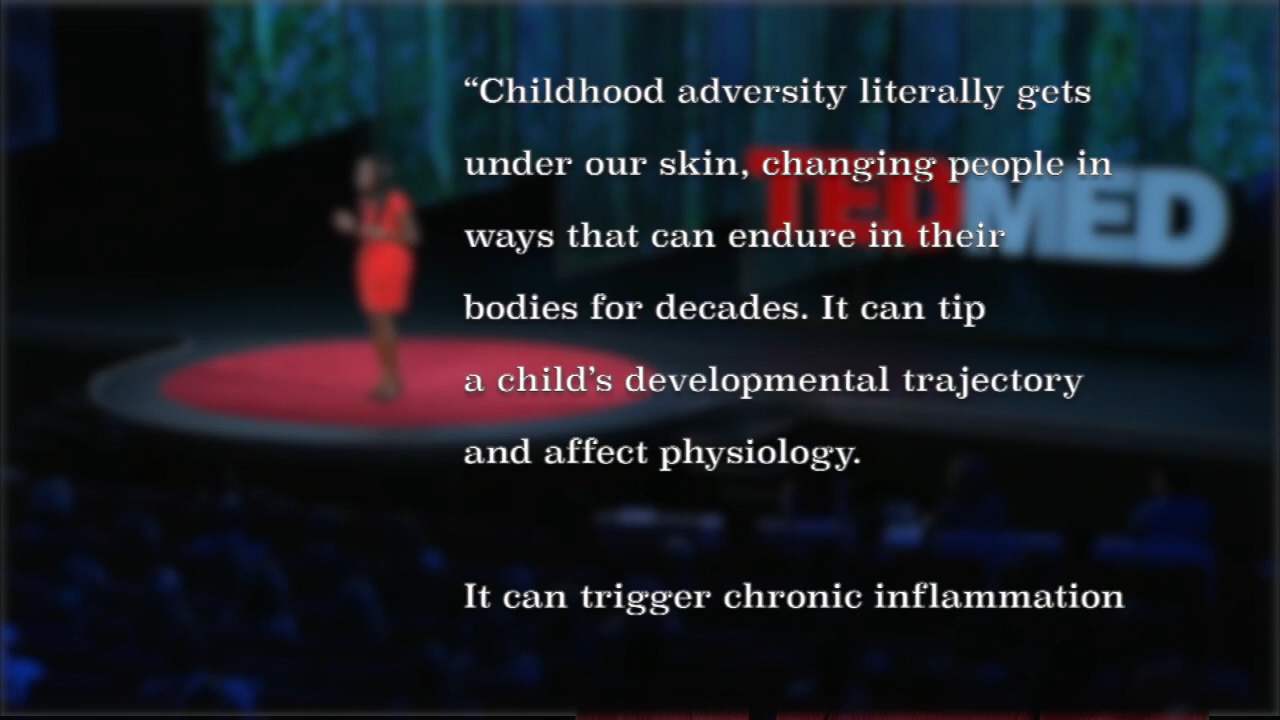 “Childhood adversity literally gets
under our skin, changing people in
ways that can endure in their
bodies for decades. It can tip
a child’s developmental trajectory
and affect physiology.
It can trigger chronic inflammation
TEDMED